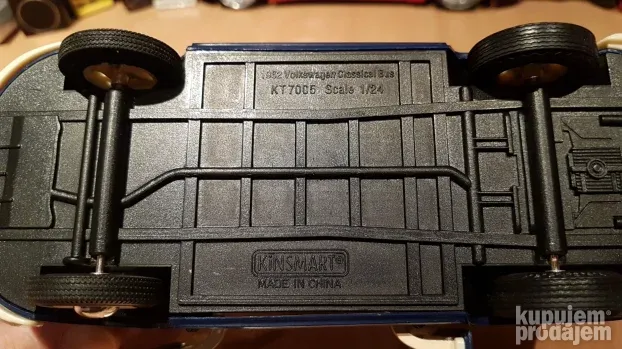 1962 Volkswagen Classical Bus
KT7005 Scale 1/24
KiNSMART®
MADE IN CHINA
kupujem
prodajem